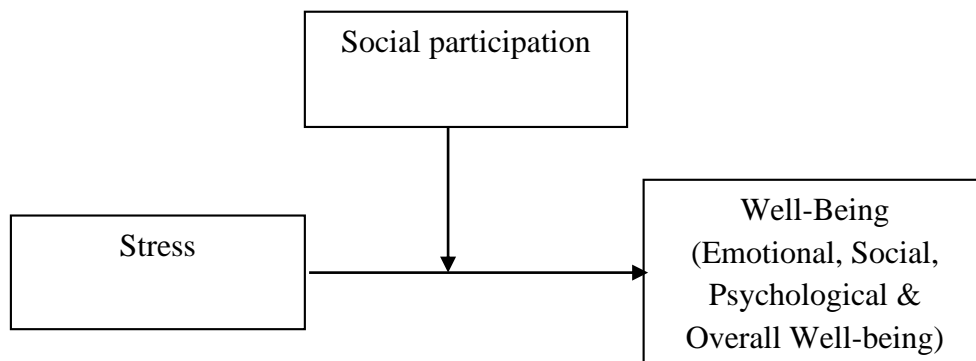 Social participation
Stress
Well-Being
(Emotional, Social,
Psychological &
Overall Well-being)